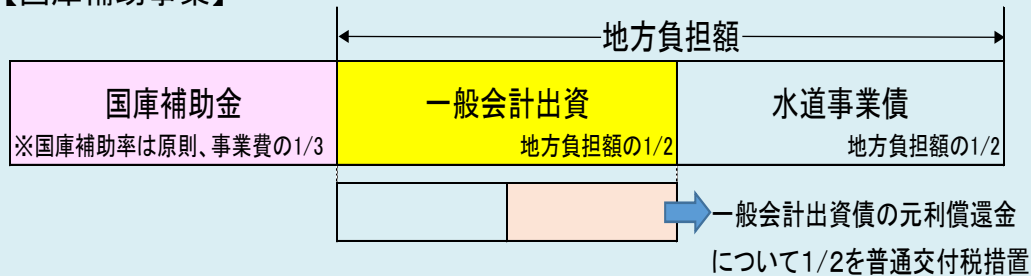 【国庫補助事業】
地方負担額
国庫補助金
※国庫補助率は原則、事業費の1/3
一般会計出資
地方負担額の1/2
水道事業債
地方負担額の1/2
一般会計出資債の元利償還金
について1/2を普通交付税措置